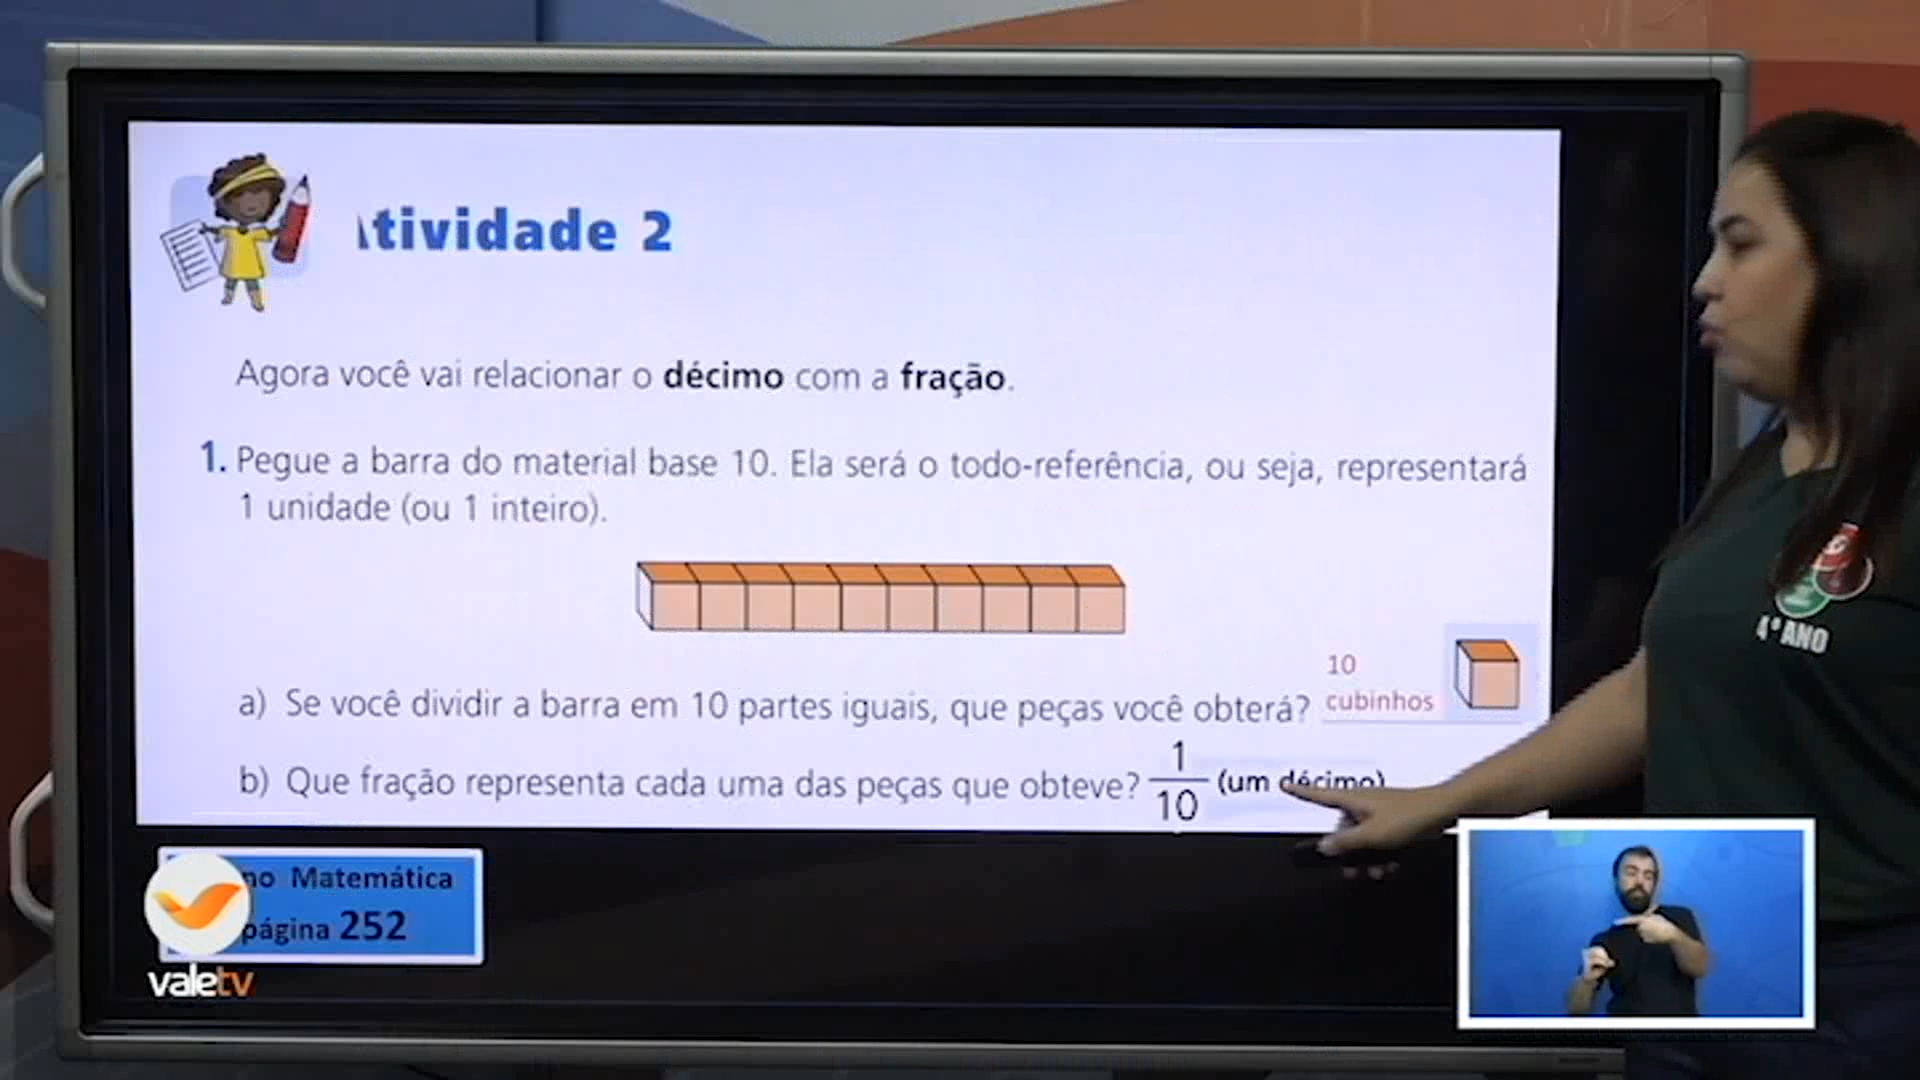 tividade 2
Agora você vai relacionar o décimo com a fração.
1. Pegue a barra do material base 10. Ela será o todo-referência, ou seja, representará
1 unidade (ou 1 inteiro).
10
cubinhos
a) Se você dividir a barra em 10 partes iguais, que peças você obterá?
b) Que fração representa cada uma das peças que obteve? 1/10 (um décimo)
4º ANO
no Matemática
página 252
valetv